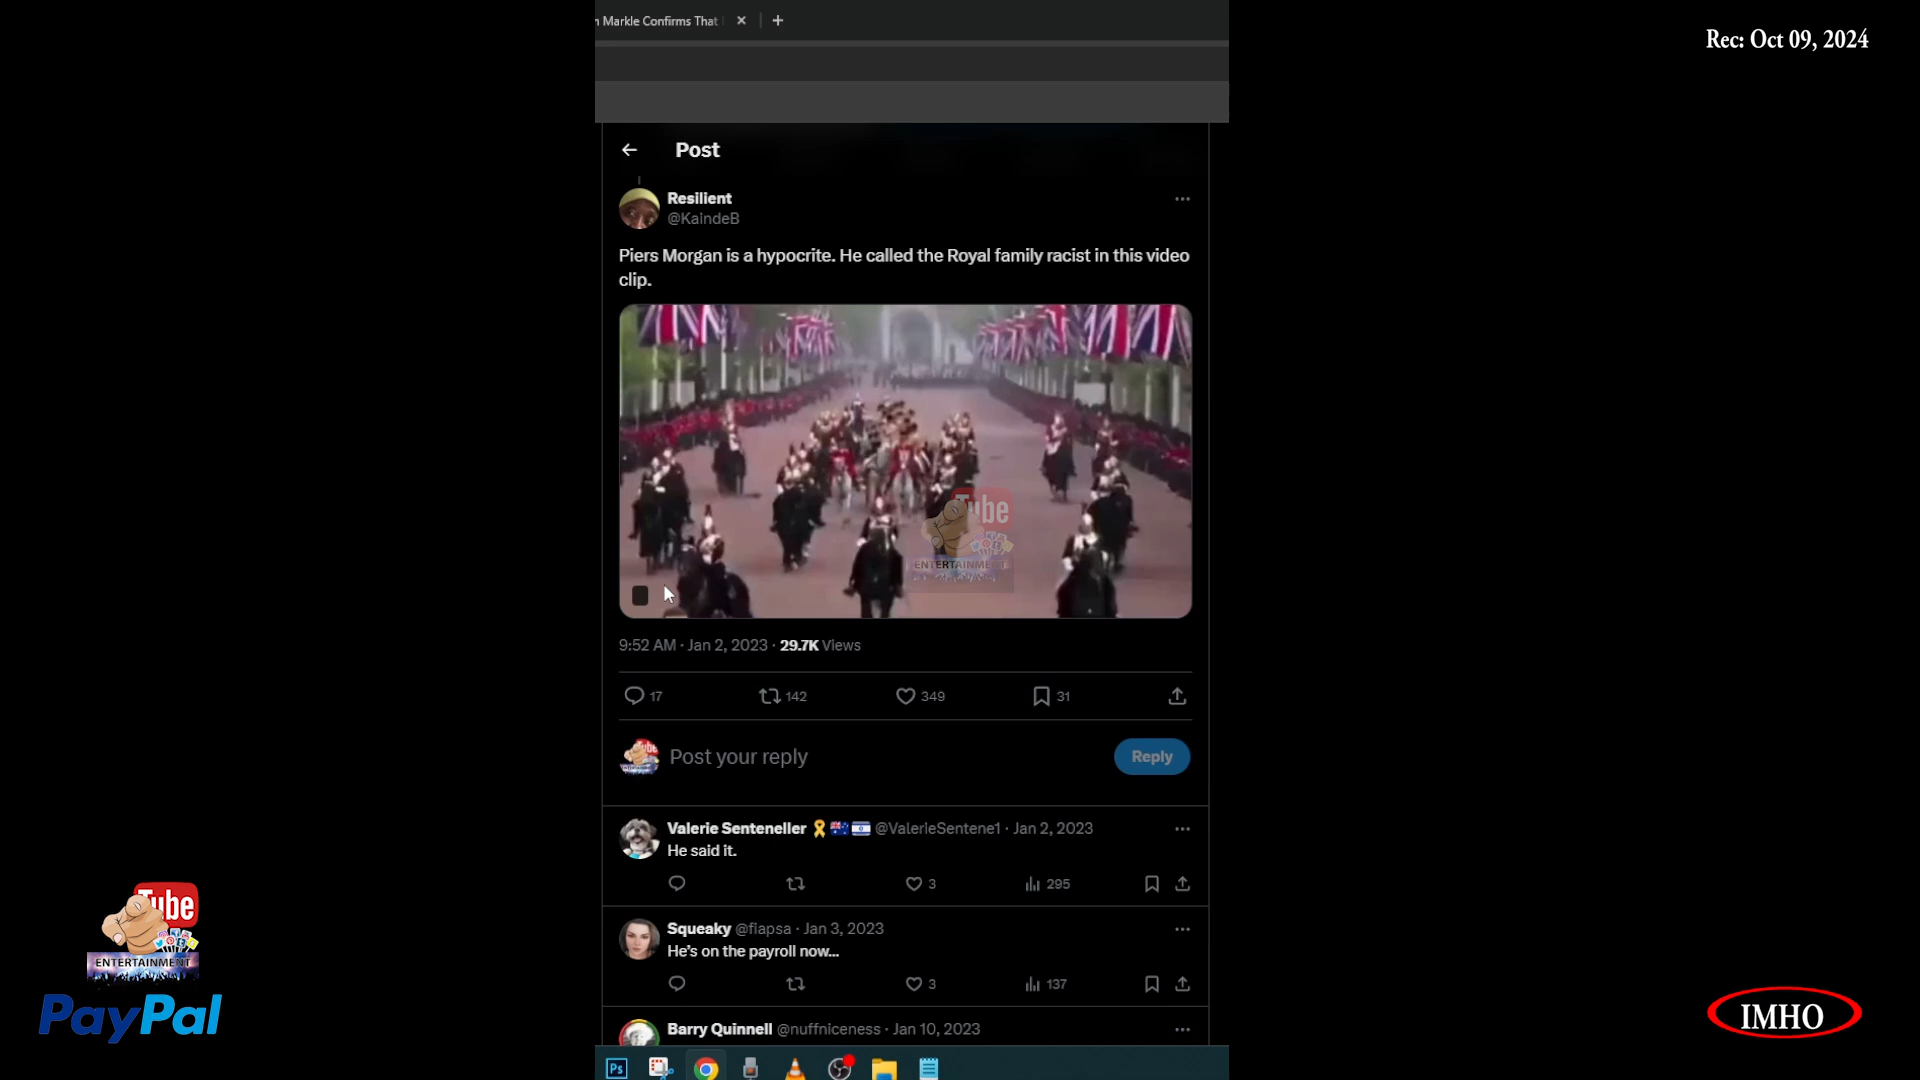 n Markle Confirms That
Rec: Oct 09, 2024
Post
Resilient
@KaindeB
Piers Morgan is a hypocrite. He called the Royal family racist in this video
clip.
Tube
ENTERTAINMENT
9:52 AM · Jan 2, 2023 · 29.7K Views
17 142 349 31
Post your reply
Reply
Valerie Senteneller 🎗️🇦🇺🇮🇱 @ValerieSentene1 · Jan 2, 2023
He said it.
3 295
Squeaky @fiapsa · Jan 3, 2023
He's on the payroll now...
3 137
Barry Quinnell @nuffniceness · Jan 10, 2023
Ps
Tube
ENTERTAINMENT
PayPal
IMHO